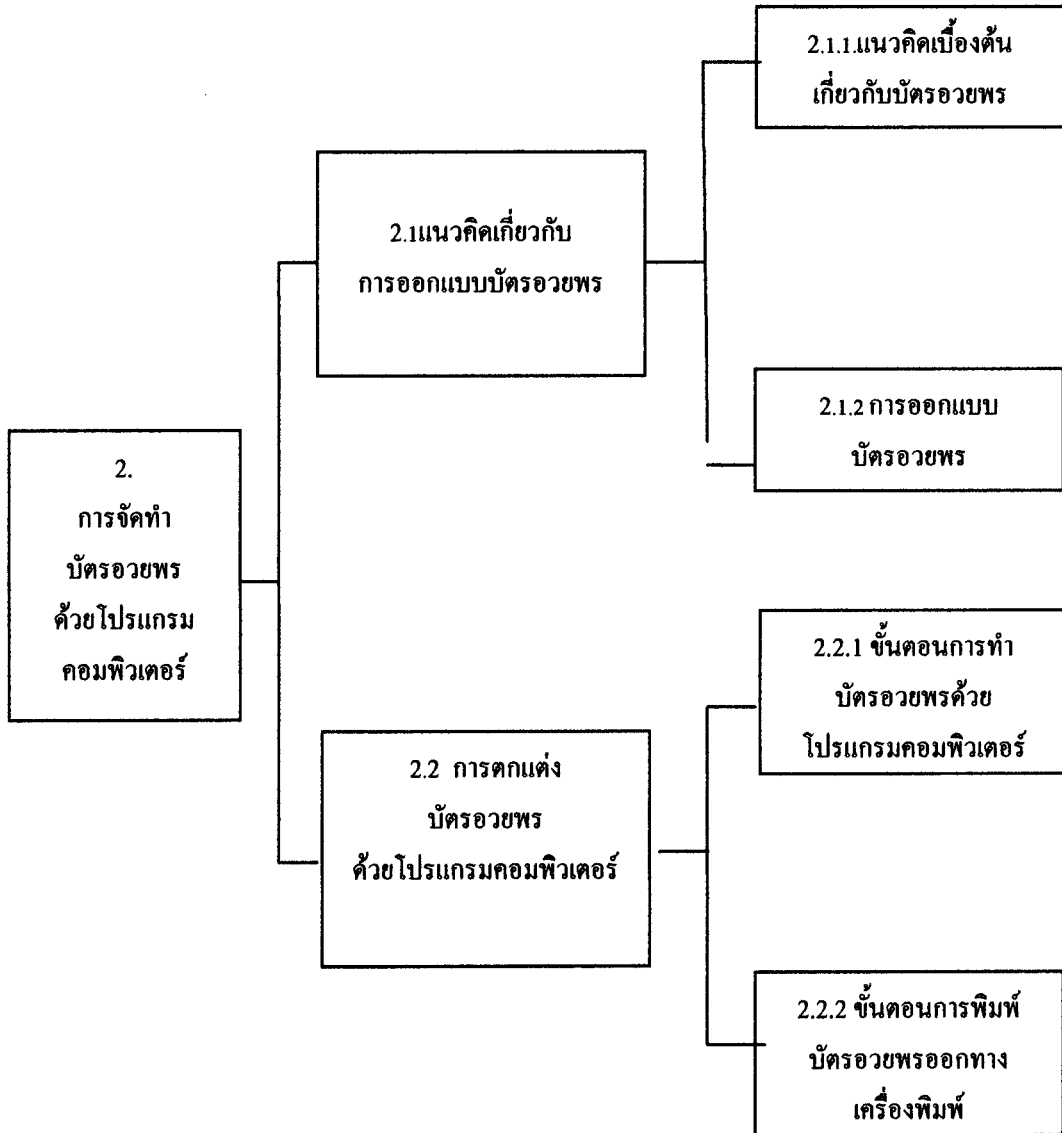 2.
การจัดทำ
บัตรอวยพร
ด้วยโปรแกรม
คอมพิวเตอร์
2.1แนวคิดเกี่ยวกับ
การออกแบบบัตรอวยพร
2.1.1.แนวคิดเบื้องต้น
เกี่ยวกับบัตรอวยพร
2.1.2 การออกแบบ
บัตรอวยพร
2.2 การตกแต่ง
บัตรอวยพร
ด้วยโปรแกรมคอมพิวเตอร์
2.2.1 ขั้นตอนการทำ
บัตรอวยพรด้วย
โปรแกรมคอมพิวเตอร์
2.2.2 ขั้นตอนการพิมพ์
บัตรอวยพรออกทาง
เครื่องพิมพ์